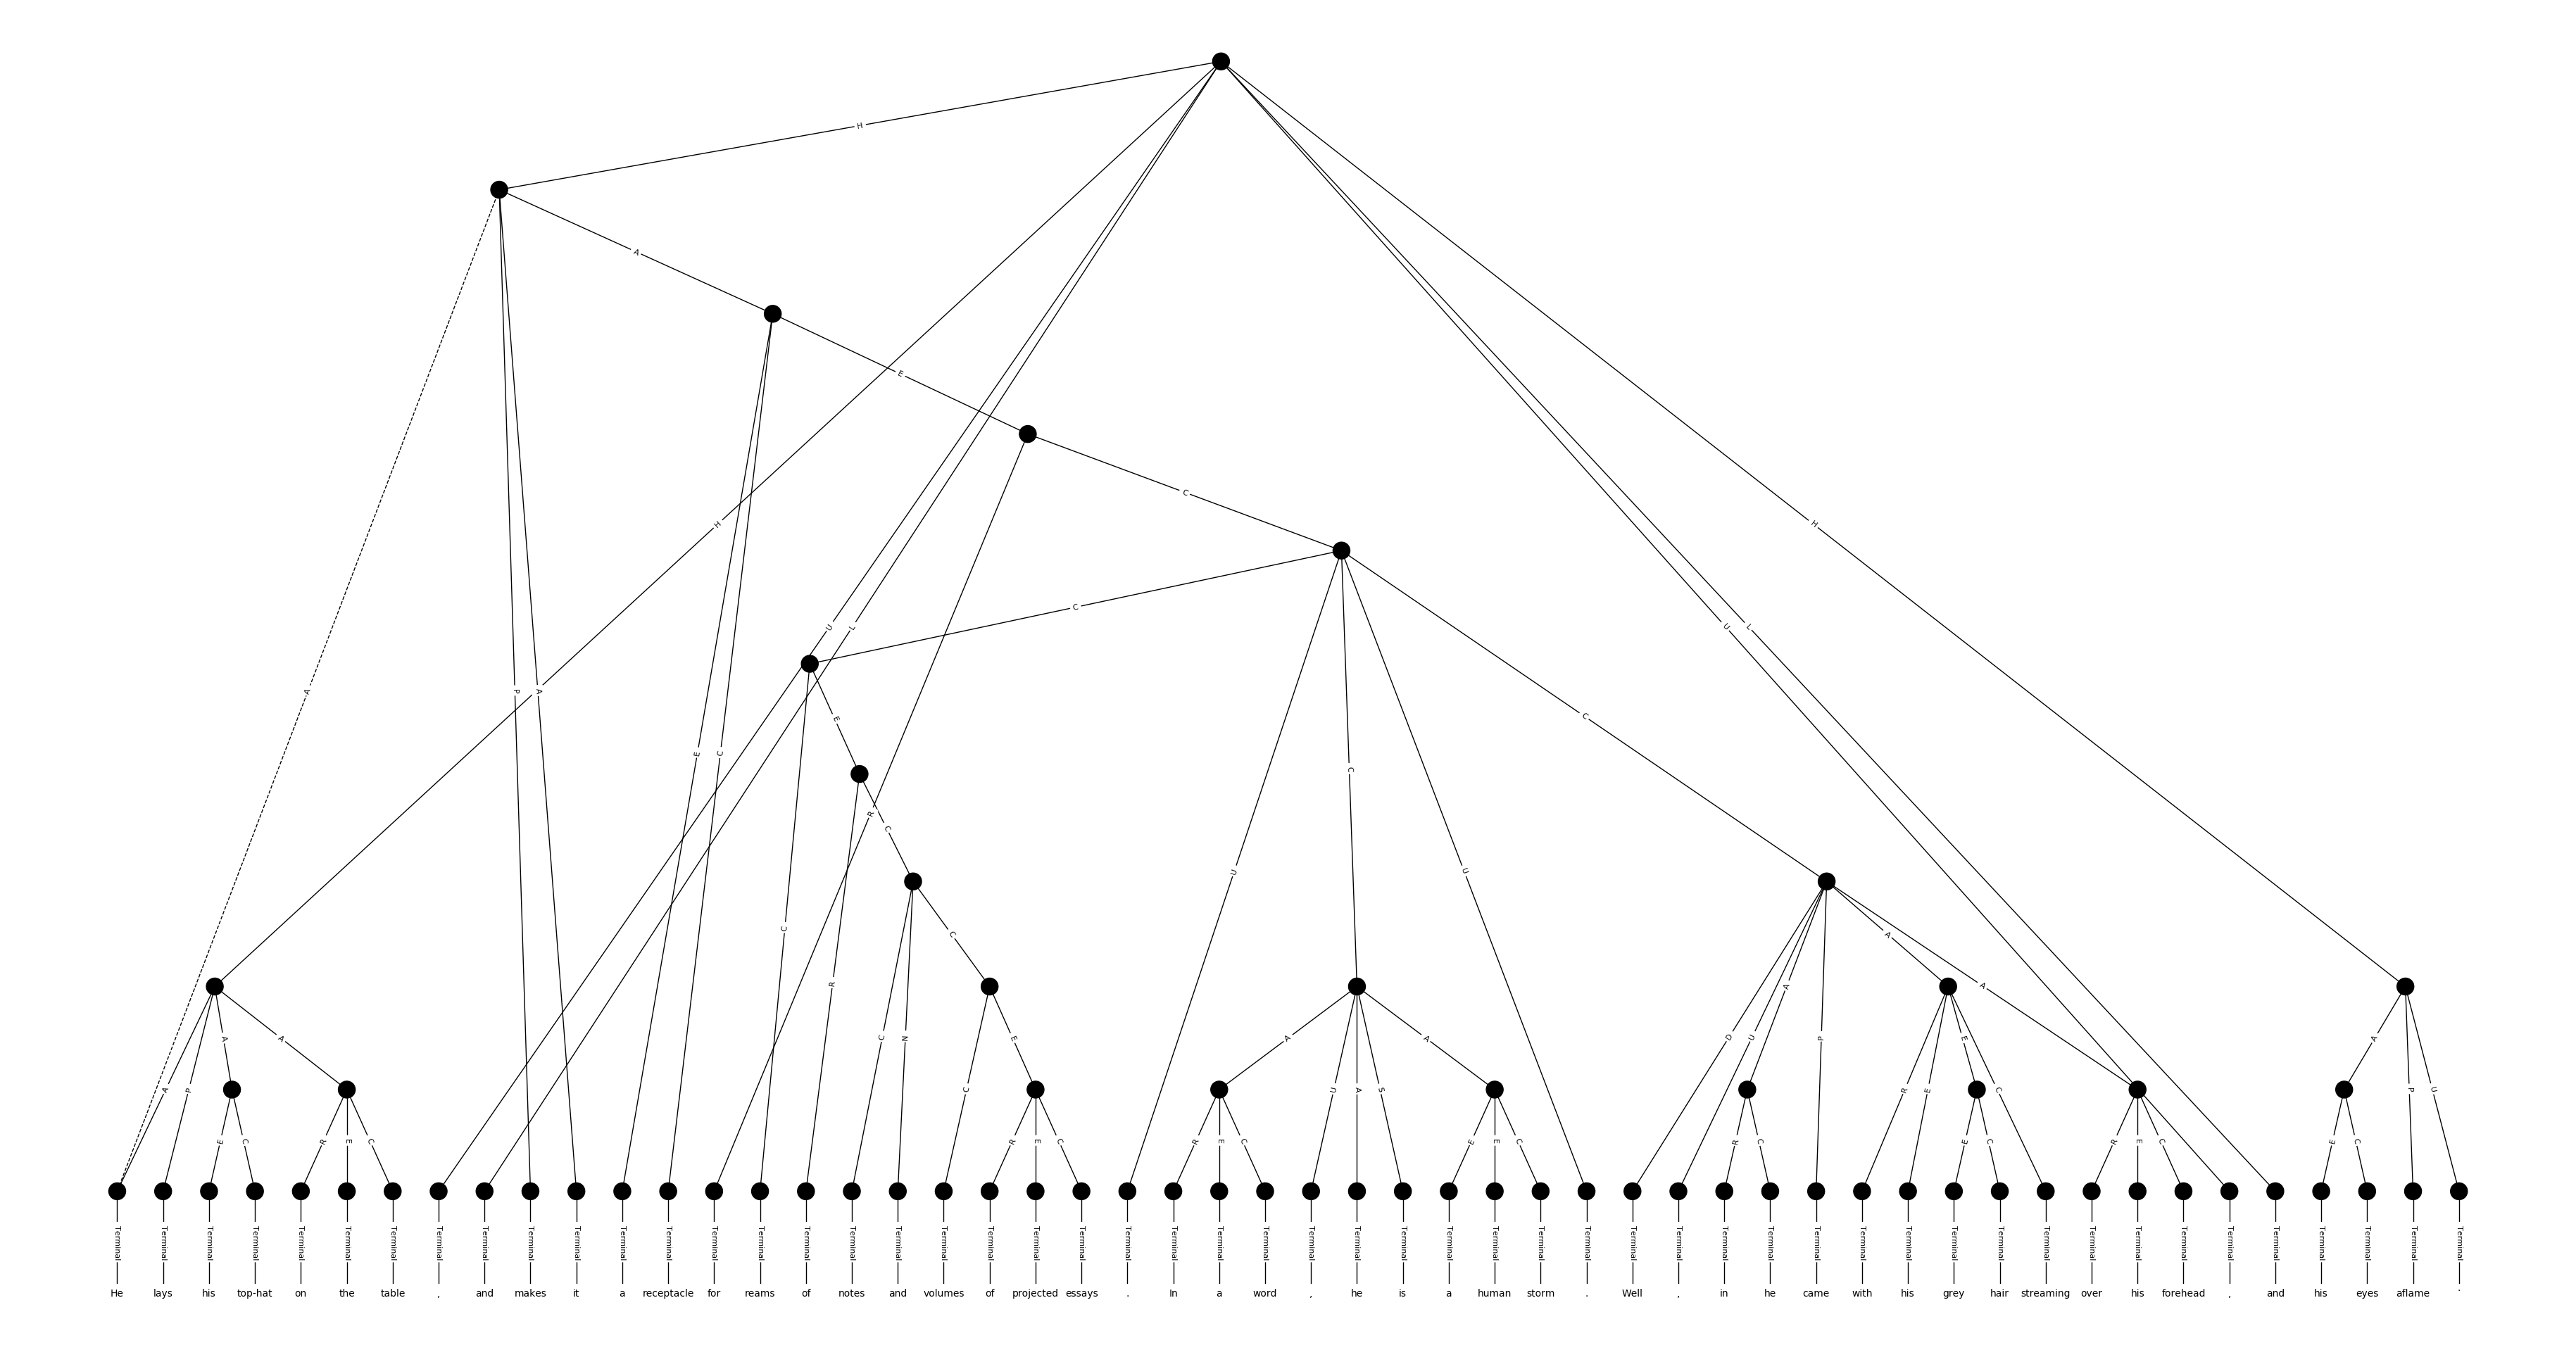 H
A
E
H
C
C
U L U L
H
A P A
C
E
E C
C
U C U
R
C
C
R
C
A
A
A
A
A
C N
E
A
A
D U A P
A P
A
E
C
U A S
R E
E
C
A P U
E C
R E C
R E C
R E C
E E C
R C
E C
R E C
E C
Terminal Terminal Terminal Terminal Terminal Terminal Terminal Terminal Terminal Terminal Terminal Terminal Terminal Terminal Terminal Terminal Terminal Terminal Terminal Terminal Terminal Terminal Terminal Terminal Terminal Terminal Terminal Terminal Terminal Terminal Terminal Terminal Terminal Terminal Terminal Terminal Terminal Terminal Terminal Terminal Terminal Terminal Terminal Terminal Terminal Terminal Terminal Terminal Terminal Terminal Terminal Terminal
He lays his top-hat on the table , and makes it a receptacle for reams of notes and volumes of projected essays . In a word , he is a human storm . Well , in he came with his grey hair streaming over his forehead , and his eyes aflame .